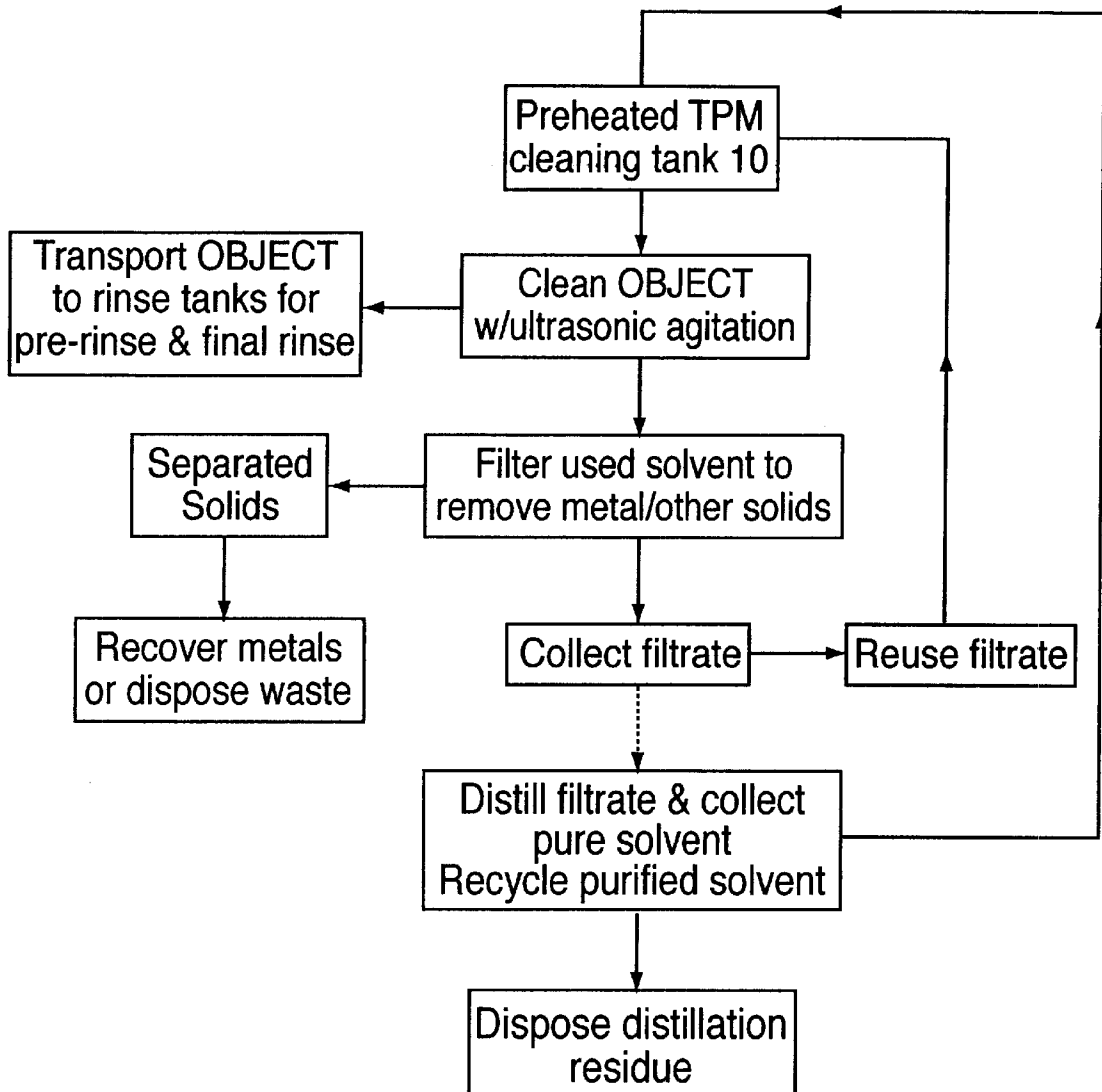 Preheated TPM
cleaning tank 10
Transport OBJECT
to rinse tanks for
pre-rinse & final rinse
Clean OBJECT
w/ultrasonic agitation
Separated
Solids
Filter used solvent to
remove metal/other solids
Recover metals
or dispose waste
Collect filtrate
Reuse filtrate
Distill filtrate & collect
pure solvent
Recycle purified solvent
Dispose distillation
residue